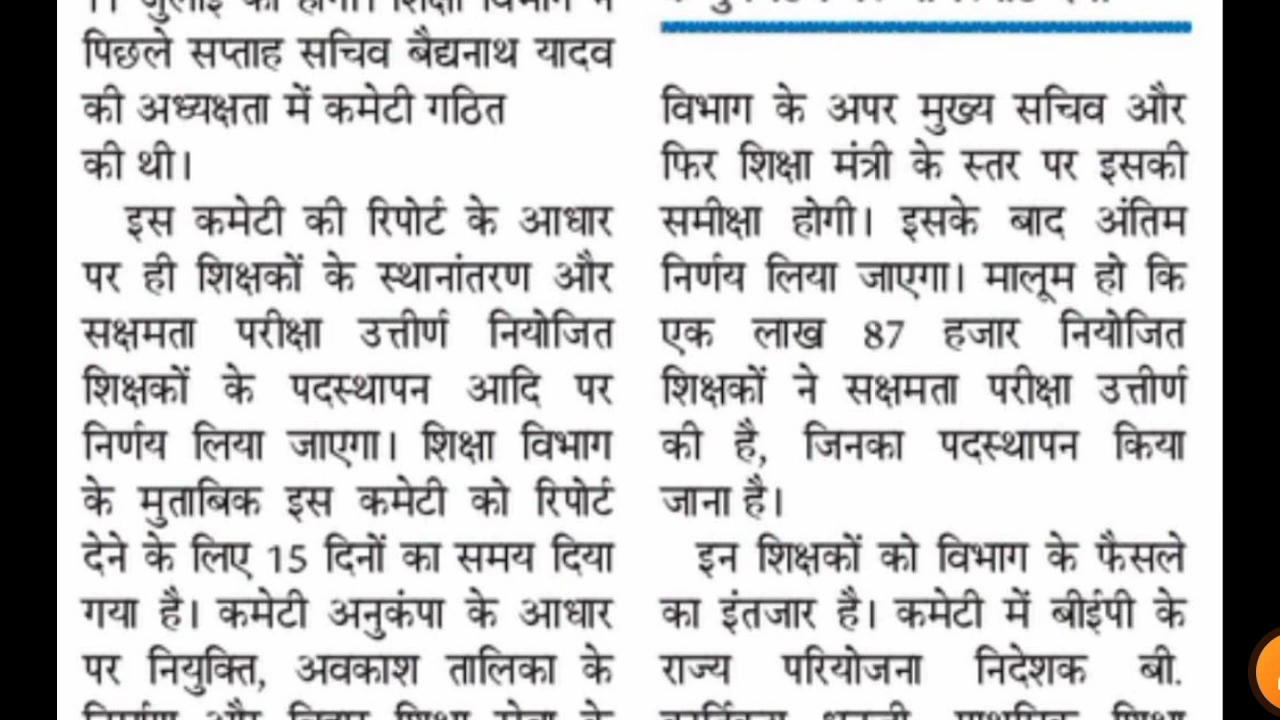 पिछले सप्ताह सचिव बैद्यनाथ यादव
की अध्यक्षता में कमेटी गठित
की थी।
इस कमेटी की रिपोर्ट के आधार
पर ही शिक्षकों के स्थानांतरण और
सक्षमता परीक्षा उत्तीर्ण नियोजित
शिक्षकों के पदस्थापन आदि पर
निर्णय लिया जाएगा। शिक्षा विभाग
के मुताबिक इस कमेटी को रिपोर्ट
देने के लिए 15 दिनों का समय दिया
गया है। कमेटी अनुकंपा के आधार
पर नियुक्ति, अवकाश तालिका के
विभाग के अपर मुख्य सचिव और
फिर शिक्षा मंत्री के स्तर पर इसकी
समीक्षा होगी। इसके बाद अंतिम
निर्णय लिया जाएगा। मालूम हो कि
एक लाख 87 हजार नियोजित
शिक्षकों ने सक्षमता परीक्षा उत्तीर्ण
की है, जिनका पदस्थापन किया
जाना है।
इन शिक्षकों को विभाग के फैसले
का इंतजार है। कमेटी में बीईपी के
राज्य परियोजना निदेशक बी.